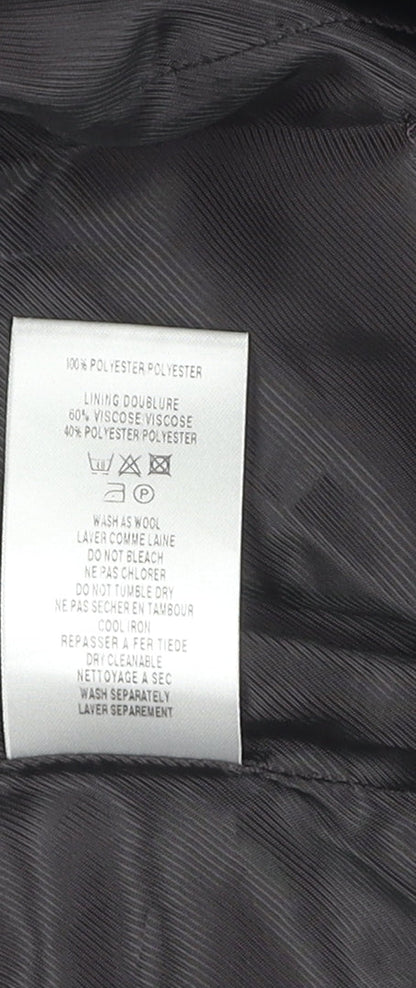 100% POLYESTER POLYESTER
LINING DOUBLURE
60% VISCOSE/VISCOSE
40% POLYESTER POLYESTER
P
WASH AS WOOL
LAVER COMME LAINE
DO NOT BLEACH
NE PAS CHLORER
DO NOT TUMBLE DRY
NE PAS SECHER EN TAMBOUR
COOL IRON
REPASSER A FER TIEDE
DRY CLEANABLE
NETTOYAGE A SEC
WASH SEPARATELY
LAVER SEPAREMENT